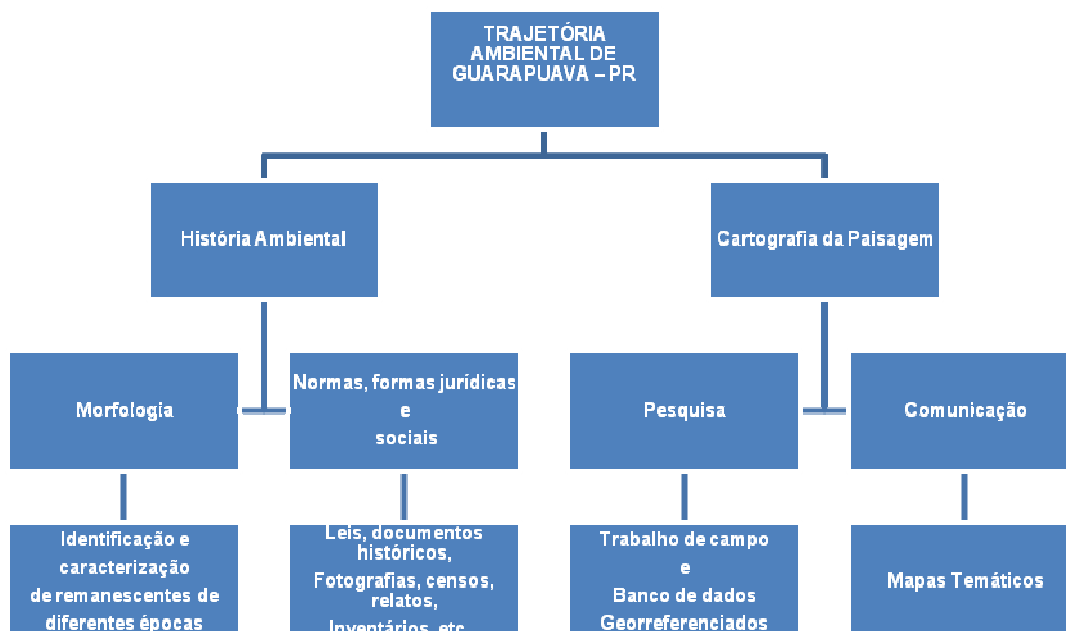 TRAJETÓRIA
AMBIENTAL DE
GUARAPUAVA – PR
História Ambiental
Cartografia da Paisagem
Morfologia
Normas, formas jurídicas
e
sociais
Pesquisa
Comunicação
Identificação e
caracterização
de remanescentes de
diferentes épocas
Leis, documentos
históricos,
Fotografias, censos,
relatos,
Inventários, etc
Trabalho de campo
e
Banco de dados
Georreferenciados
Mapas Temáticos